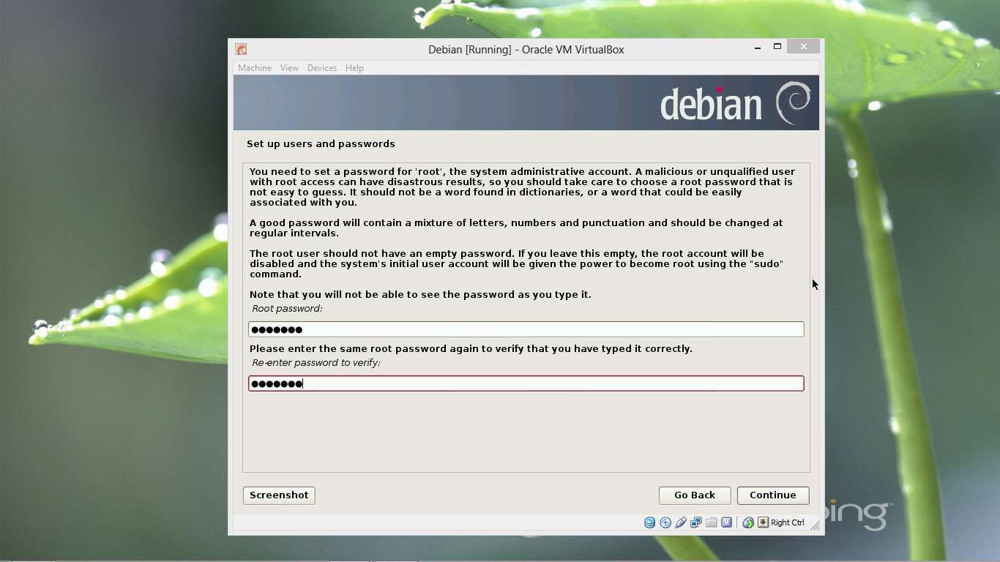 Debian [Running] - Oracle VM VirtualBox
Machine View Devices Help
debian
Set up users and passwords
You need to set a password for 'root', the system administrative account. A malicious or unqualified user
with root access can have disastrous results, so you should take care to choose a root password that is
not easy to guess. It should not be a word found in dictionaries, or a word that could be easily
associated with you.
A good password will contain a mixture of letters, numbers and punctuation and should be changed at
regular intervals.
The root user should not have an empty password. If you leave this empty, the root account will be
disabled and the system's initial user account will be given the power to become root using the "sudo"
command.
Note that you will not be able to see the password as you type it.
Root password:
●●●●●●●
Please enter the same root password again to verify that you have typed it correctly.
Re-enter password to verify:
●●●●●●●
Screenshot Go Back Continue
Right Ctrl